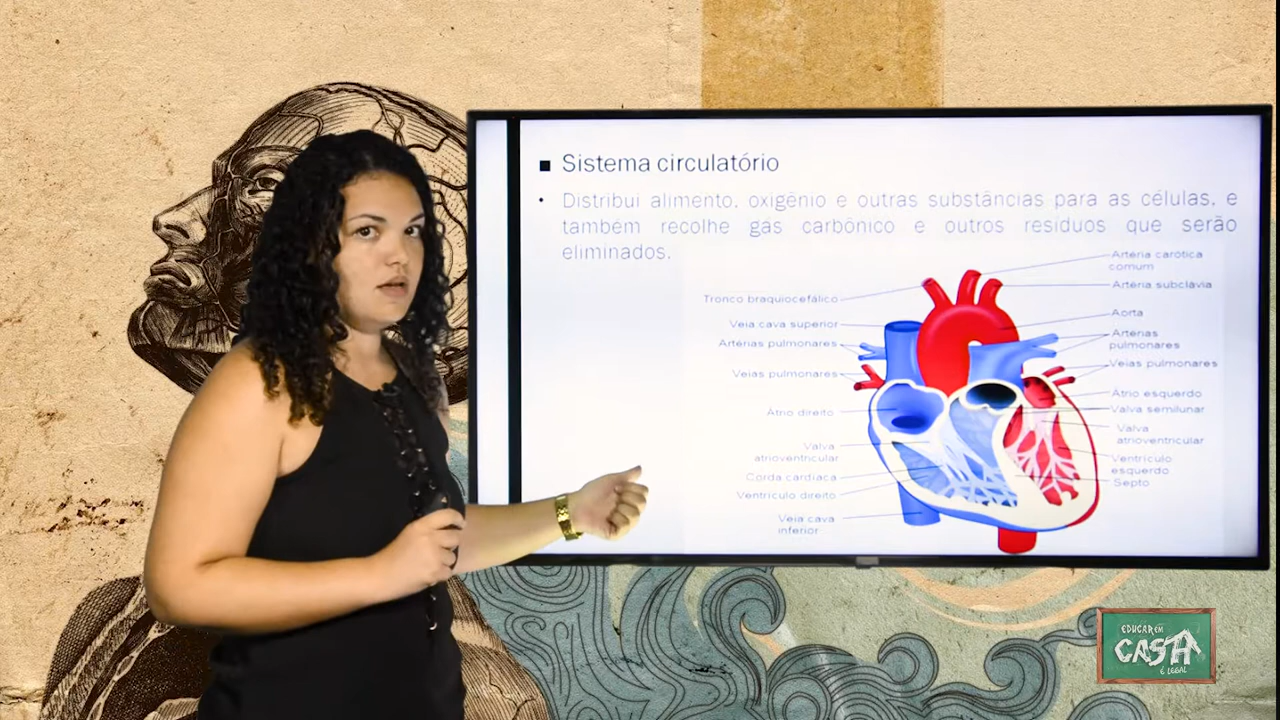 Sistema circulatório
Distribui alimento, oxigênio e outras substâncias para as células, e
também recolhe gás carbônico e outros resíduos que serão
eliminados.
Tronco braquiocefálico
Veia cava superior
Artérias pulmonares
Veias pulmonares
Átrio direito
Valva
atrioventricular
Corda cardíaca
Ventrículo direito
Veia cava
inferior
Artéria carótica
comum
Artéria subclávia
Aorta
Artérias
pulmonares
Veias pulmonares
Átrio esquerdo
Valva semilunar
Valva
atrioventricular
Ventrículo
esquerdo
Septo
EDUCAR EM
CASA
É LEGAL